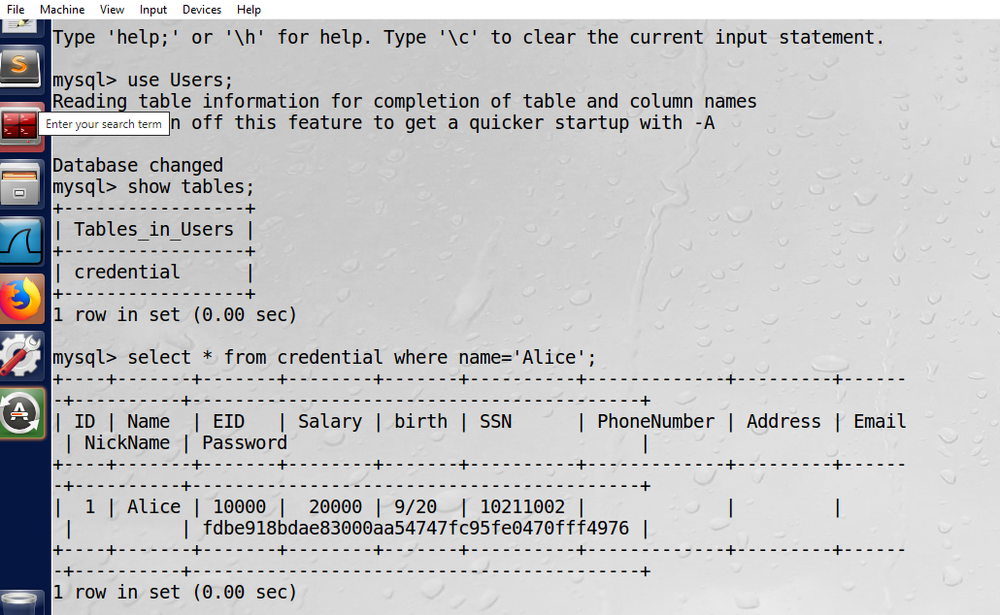 File Machine View Input Devices Help
Type 'help;' or '\h' for help. Type '\c' to clear the current input statement.
mysql> use Users;
Reading table information for completion of table and column names
Enter your search term
n off this feature to get a quicker startup with -A
Database changed
mysql> show tables;
+-----------------+
| Tables_in_Users |
+-----------------+
| credential      |
+-----------------+
1 row in set (0.00 sec)
mysql> select * from credential where name='Alice';
+----+-------+-------+--------+-------+----------+-------------+---------+------
-+----------+------------------------------------------+
| ID | Name  | EID   | Salary | birth | SSN      | PhoneNumber | Address | Email
 | NickName | Password                                 |
+----+-------+-------+--------+-------+----------+-------------+---------+------
-+----------+------------------------------------------+
|  1 | Alice | 10000 |  20000 | 9/20  | 10211002 |             |         |
 |          | fdbe918bdae83000aa54747fc95fe0470fff4976 |
+----+-------+-------+--------+-------+----------+-------------+---------+------
-+----------+------------------------------------------+
1 row in set (0.00 sec)